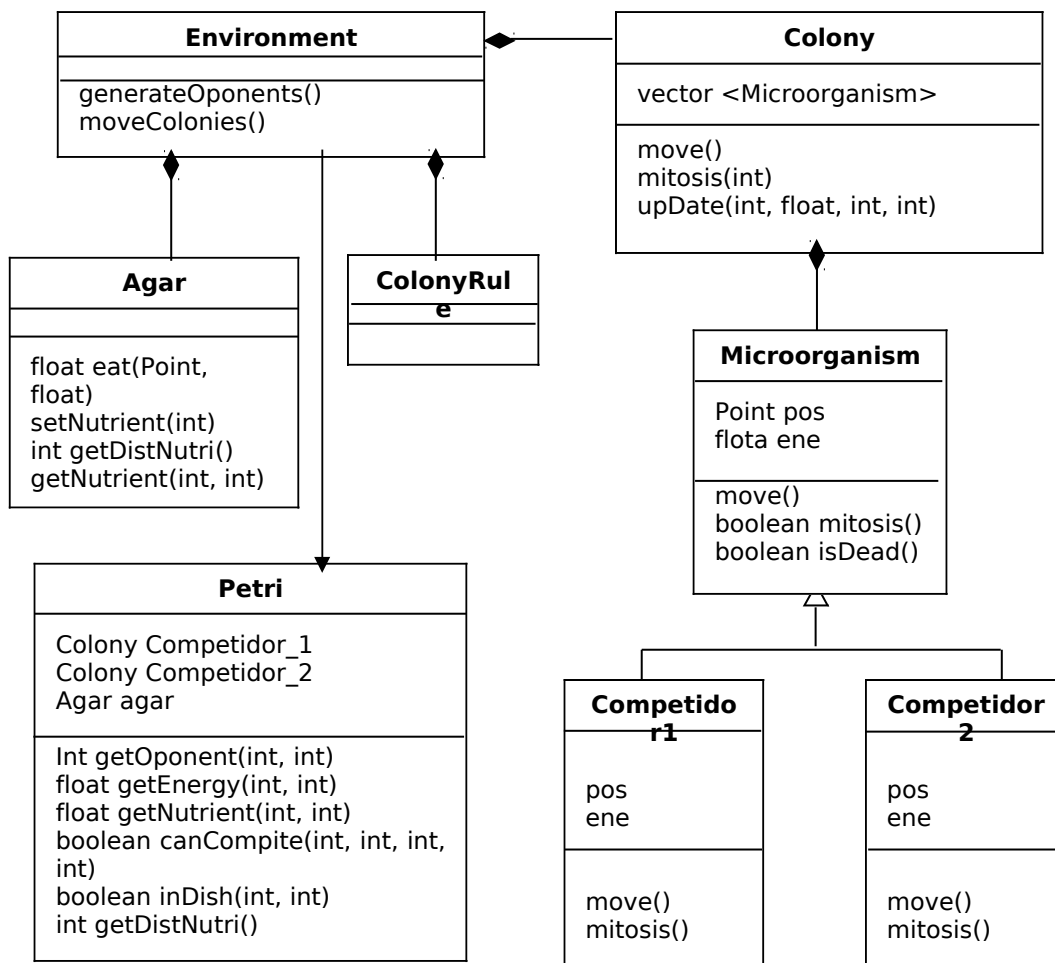 Environment
generateOponents()
moveColonies()
Colony
vector <Microorganism>
move()
mitosis(int)
upDate(int, float, int, int)
Agar
float eat(Point,
float)
setNutrient(int)
int getDistNutri()
getNutrient(int, int)
ColonyRul
e
Microorganism
Point pos
flota ene
move()
boolean mitosis()
boolean isDead()
Petri
Colony Competidor_1
Colony Competidor_2
Agar agar
Int getOponent(int, int)
float getEnergy(int, int)
float getNutrient(int, int)
boolean canCompite(int, int, int,
int)
boolean inDish(int, int)
int getDistNutri()
Competido
r1
pos
ene
move()
mitosis()
Competidor
2
pos
ene
move()
mitosis()